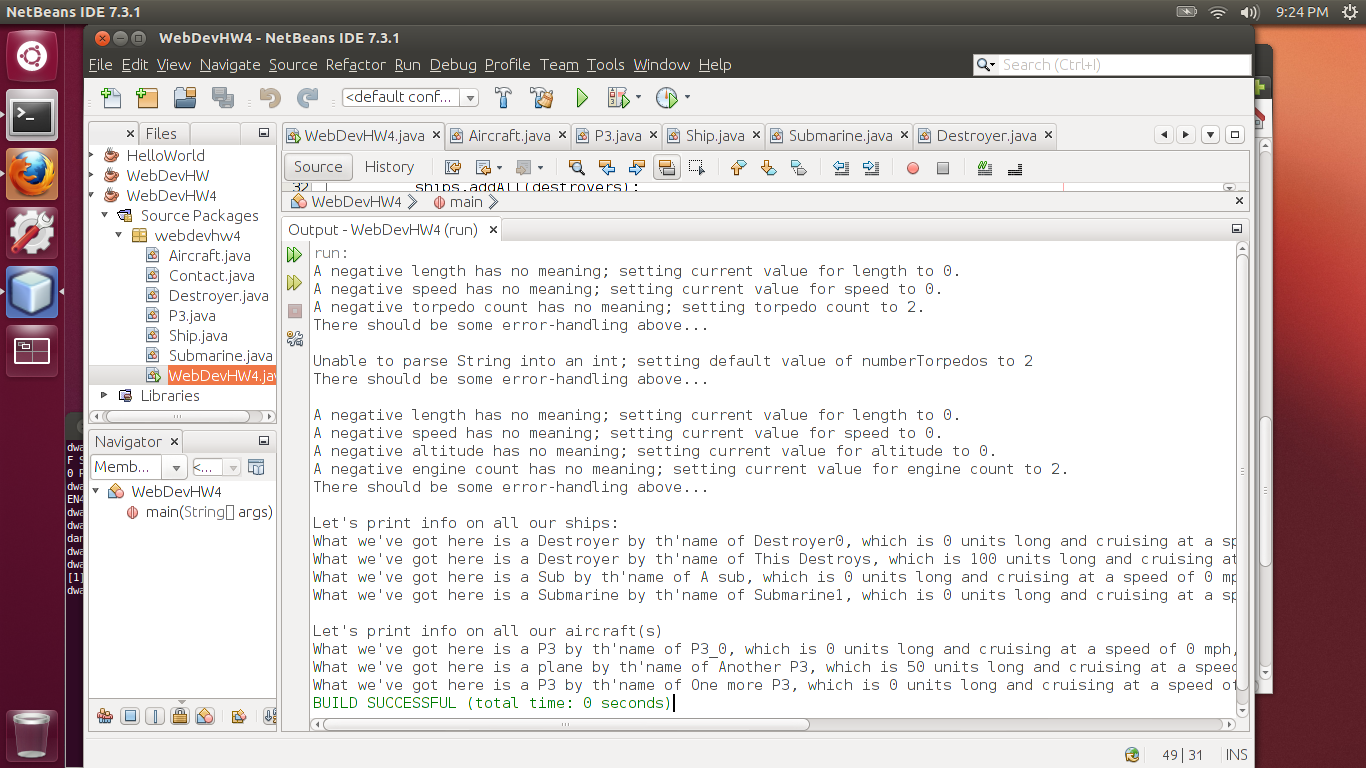 NetBeans IDE 7.3.1
9:24 PM
WebDevHW4 - NetBeans IDE 7.3.1
File Edit View Navigate Source Refactor Run Debug Profile Team Tools Window Help
Search (Ctrl+I)
<default conf...
Files
WebDevHW4.java Aircraft.java P3.java Ship.java Submarine.java Destroyer.java
HelloWorld
WebDevHW
WebDevHW4
Source Packages
webdevhw4
Aircraft.java
Contact.java
Destroyer.java
P3.java
Ship.java
Submarine.java
WebDevHW4.jav
Libraries
Source History
32 ships.addAll(destroyers);
WebDevHW4 main
Output - WebDevHW4 (run)
run:
A negative length has no meaning; setting current value for length to 0.
A negative speed has no meaning; setting current value for speed to 0.
A negative torpedo count has no meaning; setting torpedo count to 2.
There should be some error-handling above...
Unable to parse String into an int; setting default value of numberTorpedos to 2
There should be some error-handling above...
A negative length has no meaning; setting current value for length to 0.
A negative speed has no meaning; setting current value for speed to 0.
A negative altitude has no meaning; setting current value for altitude to 0.
A negative engine count has no meaning; setting current value for engine count to 2.
There should be some error-handling above...
Let's print info on all our ships:
What we've got here is a Destroyer by th'name of Destroyer0, which is 0 units long and cruising at a sp
What we've got here is a Destroyer by th'name of This Destroys, which is 100 units long and cruising at
What we've got here is a Sub by th'name of A sub, which is 0 units long and cruising at a speed of 0 mp
What we've got here is a Submarine by th'name of Submarine1, which is 0 units long and cruising at a sp
Let's print info on all our aircraft(s)
What we've got here is a P3 by th'name of P3_0, which is 0 units long and cruising at a speed of 0 mph,
What we've got here is a plane by th'name of Another P3, which is 50 units long and cruising at a speed
What we've got here is a P3 by th'name of One more P3, which is 0 units long and cruising at a speed of
BUILD SUCCESSFUL (total time: 0 seconds)
Navigator
Memb... <...
WebDevHW4
main(String[] args)
dwa
F S
0 R
dwa
EN4
dwa
dwa
dan
dwa
dwa
[1]
dwa
49 | 31 INS